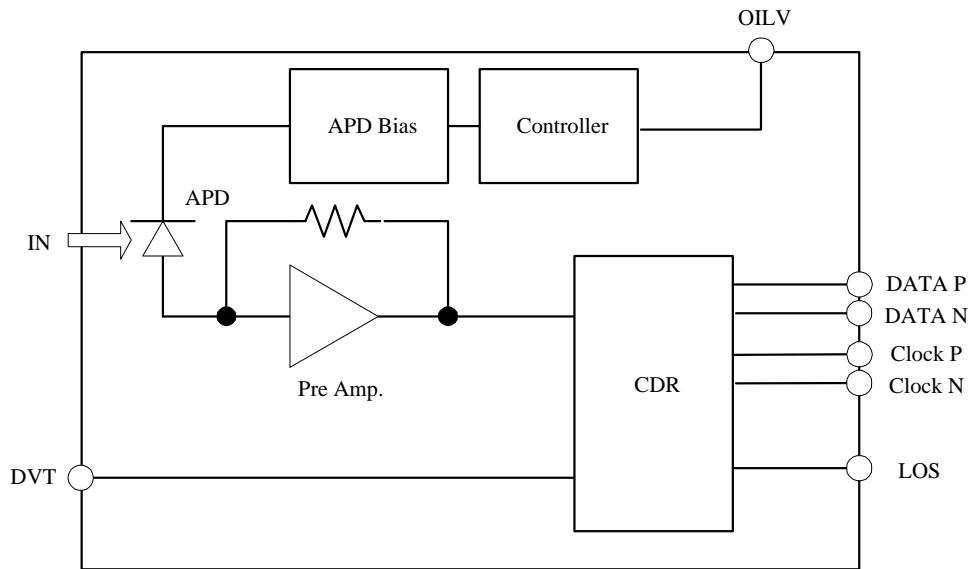 OILV
APD Bias
Controller
APD
IN
DATA P
DATA N
Clock P
Pre Amp.
CDR
Clock N
DVT
LOS